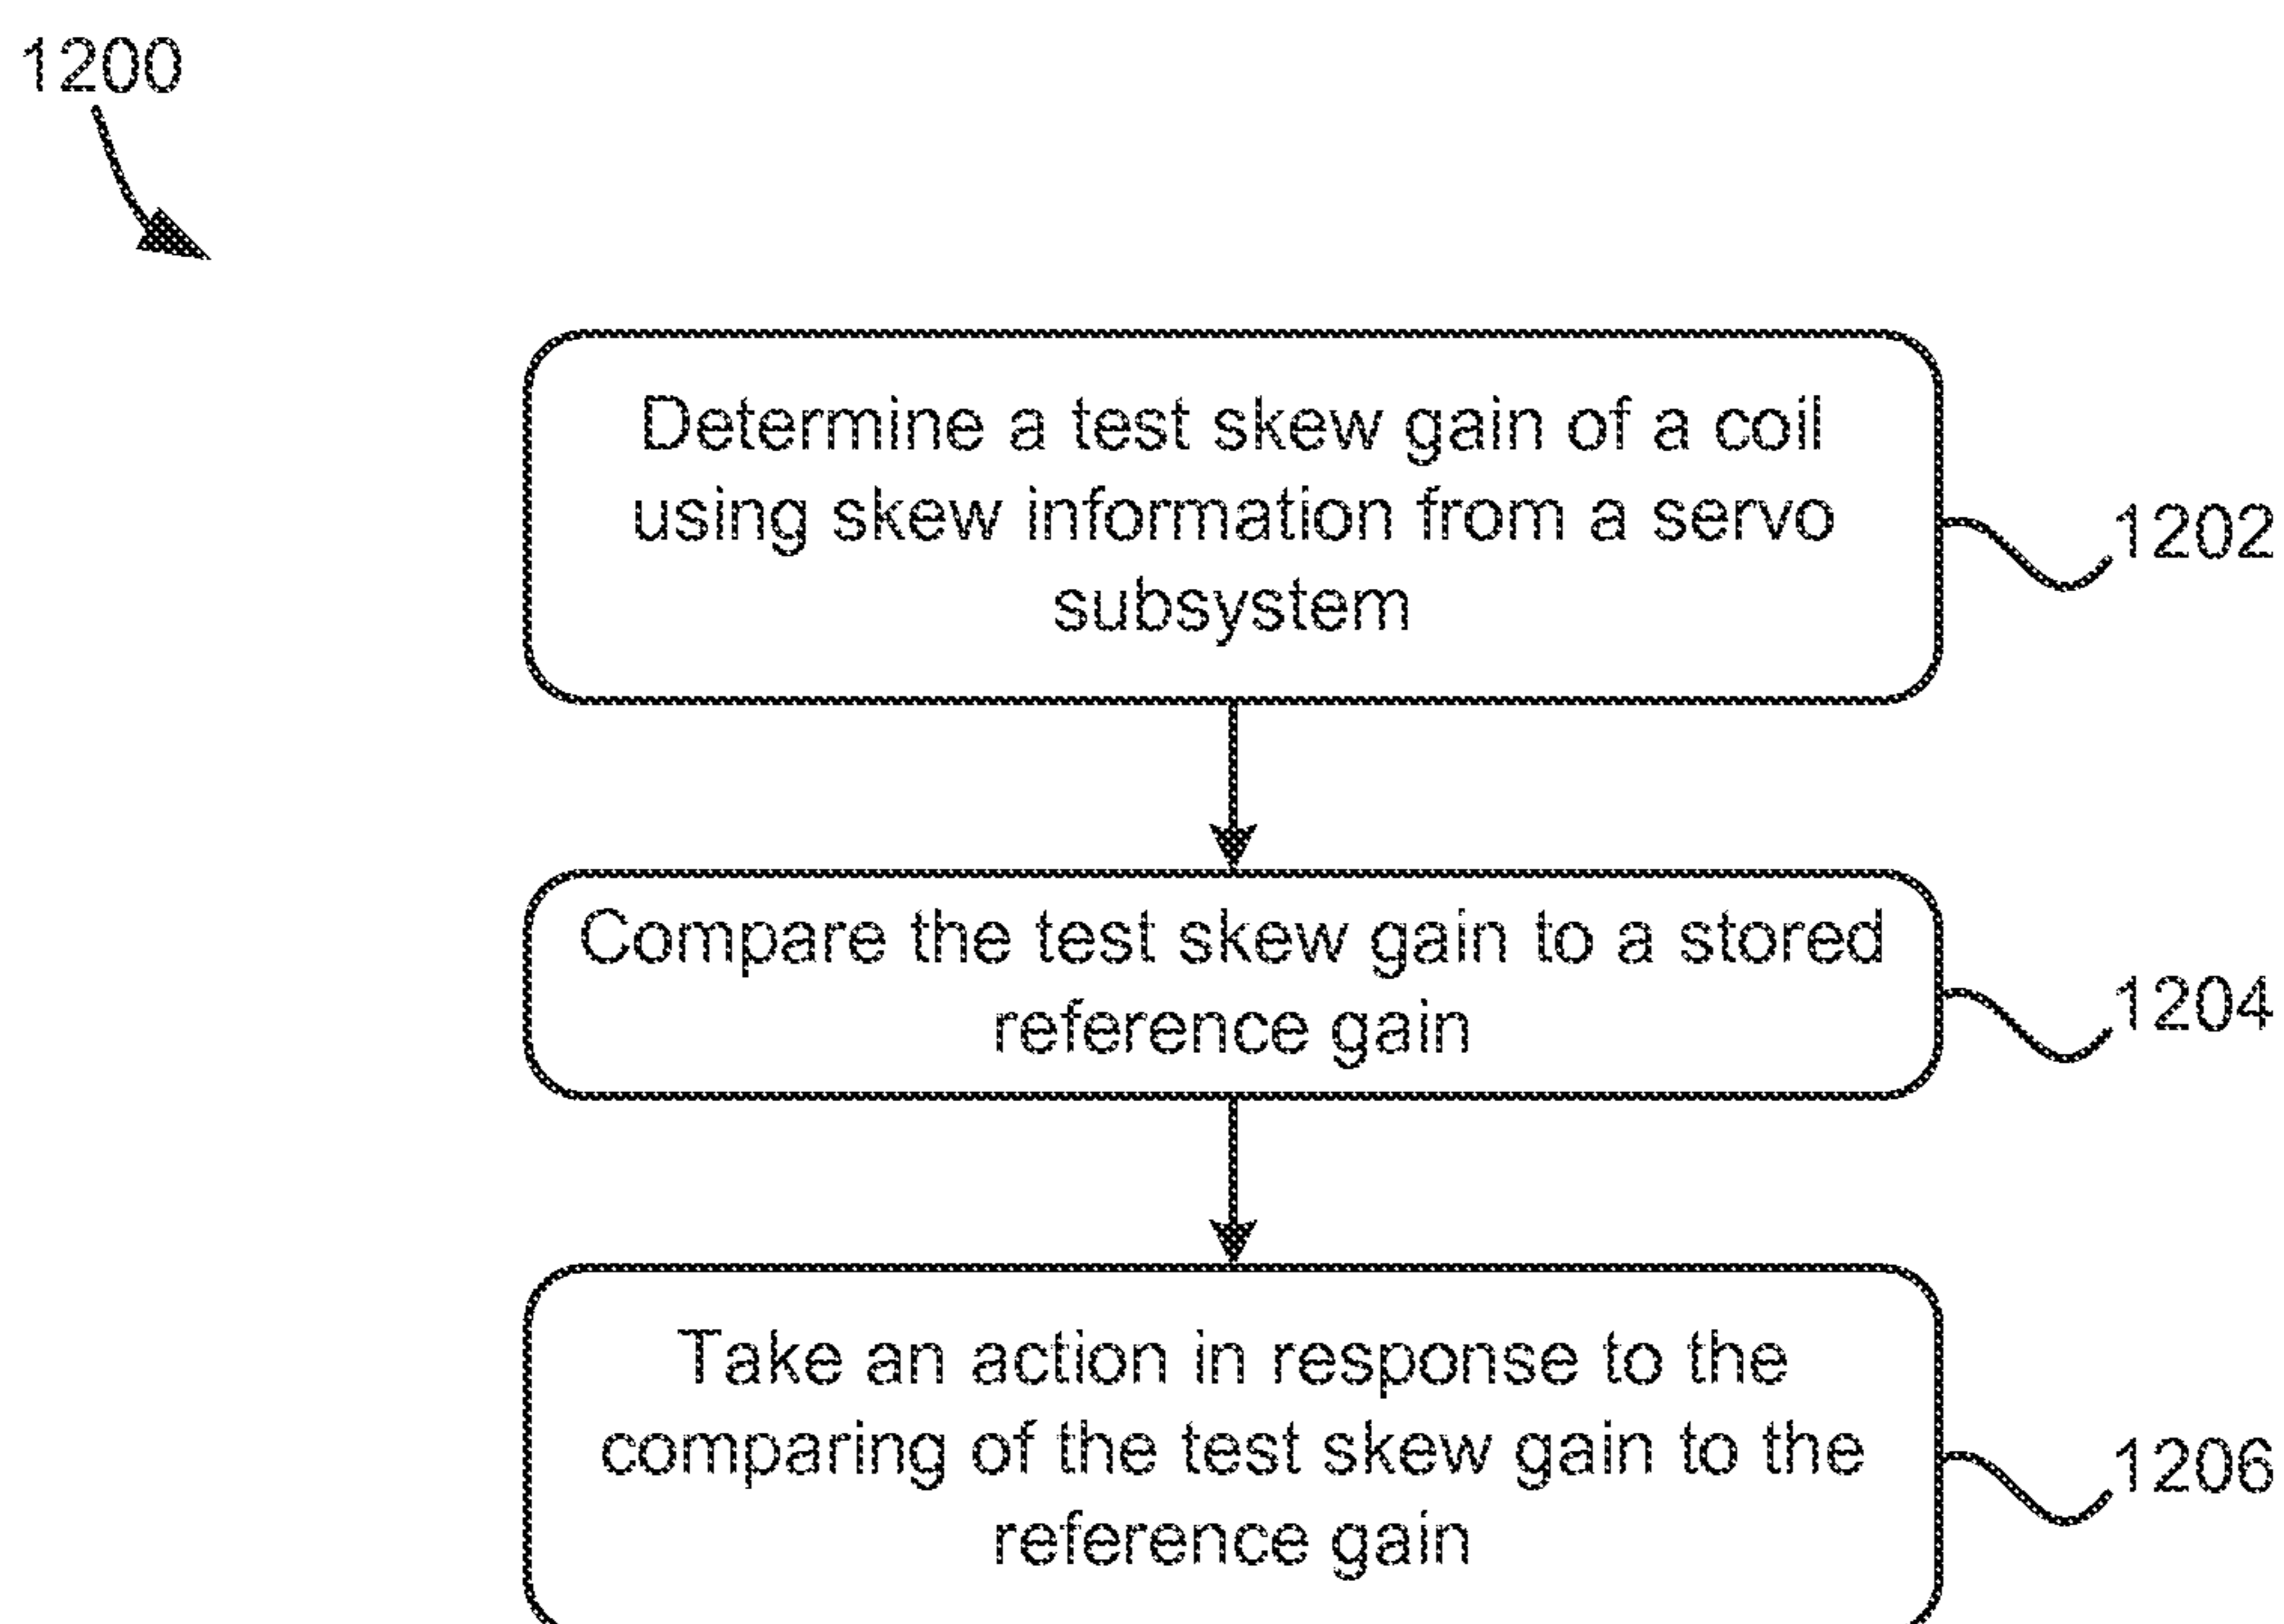 1200
Determine a test skew gain of a coil
using skew information from a servo
subsystem
1202
Compare the test skew gain to a stored
reference gain
1204
Take an action in response to the
comparing of the test skew gain to the
reference gain
1206